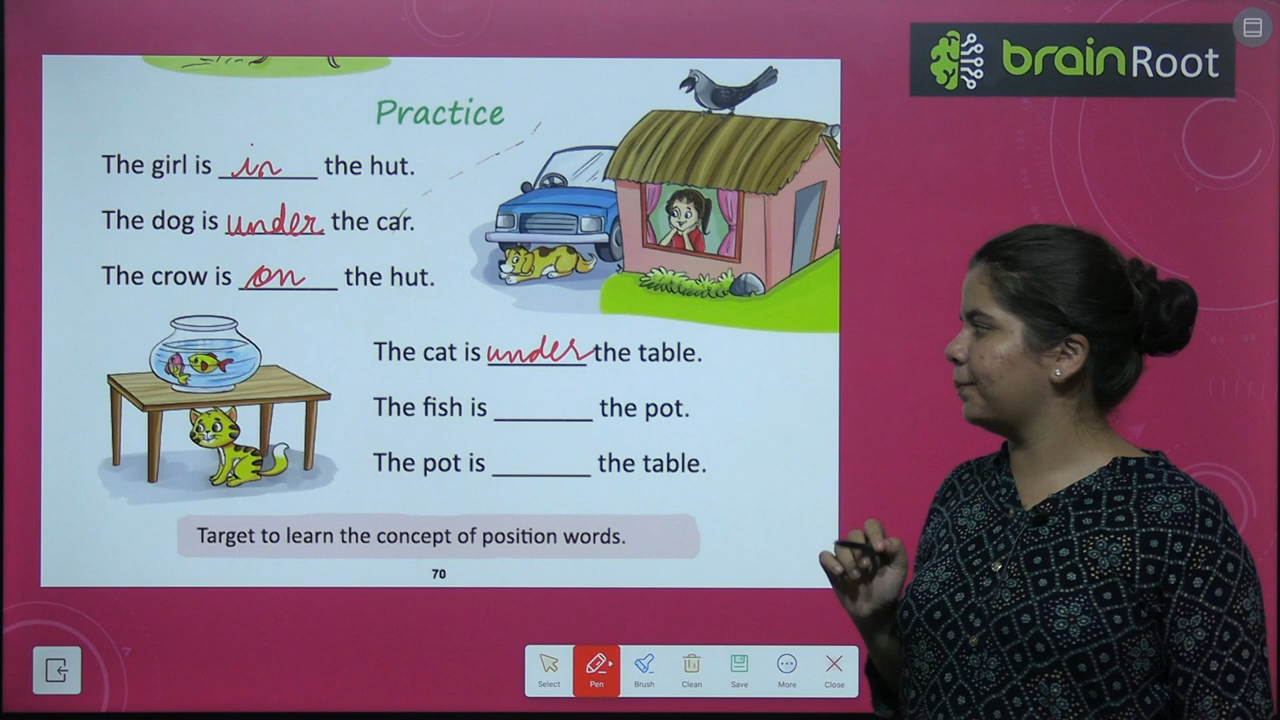 brainRoot
Practice
The girl is in the hut.
The dog is under the car.
The crow is on the hut.
The cat is under the table.
The fish is ________ the pot.
The pot is ________ the table.
Target to learn the concept of position words.
70
Select Pen Brush Clean Save More Close